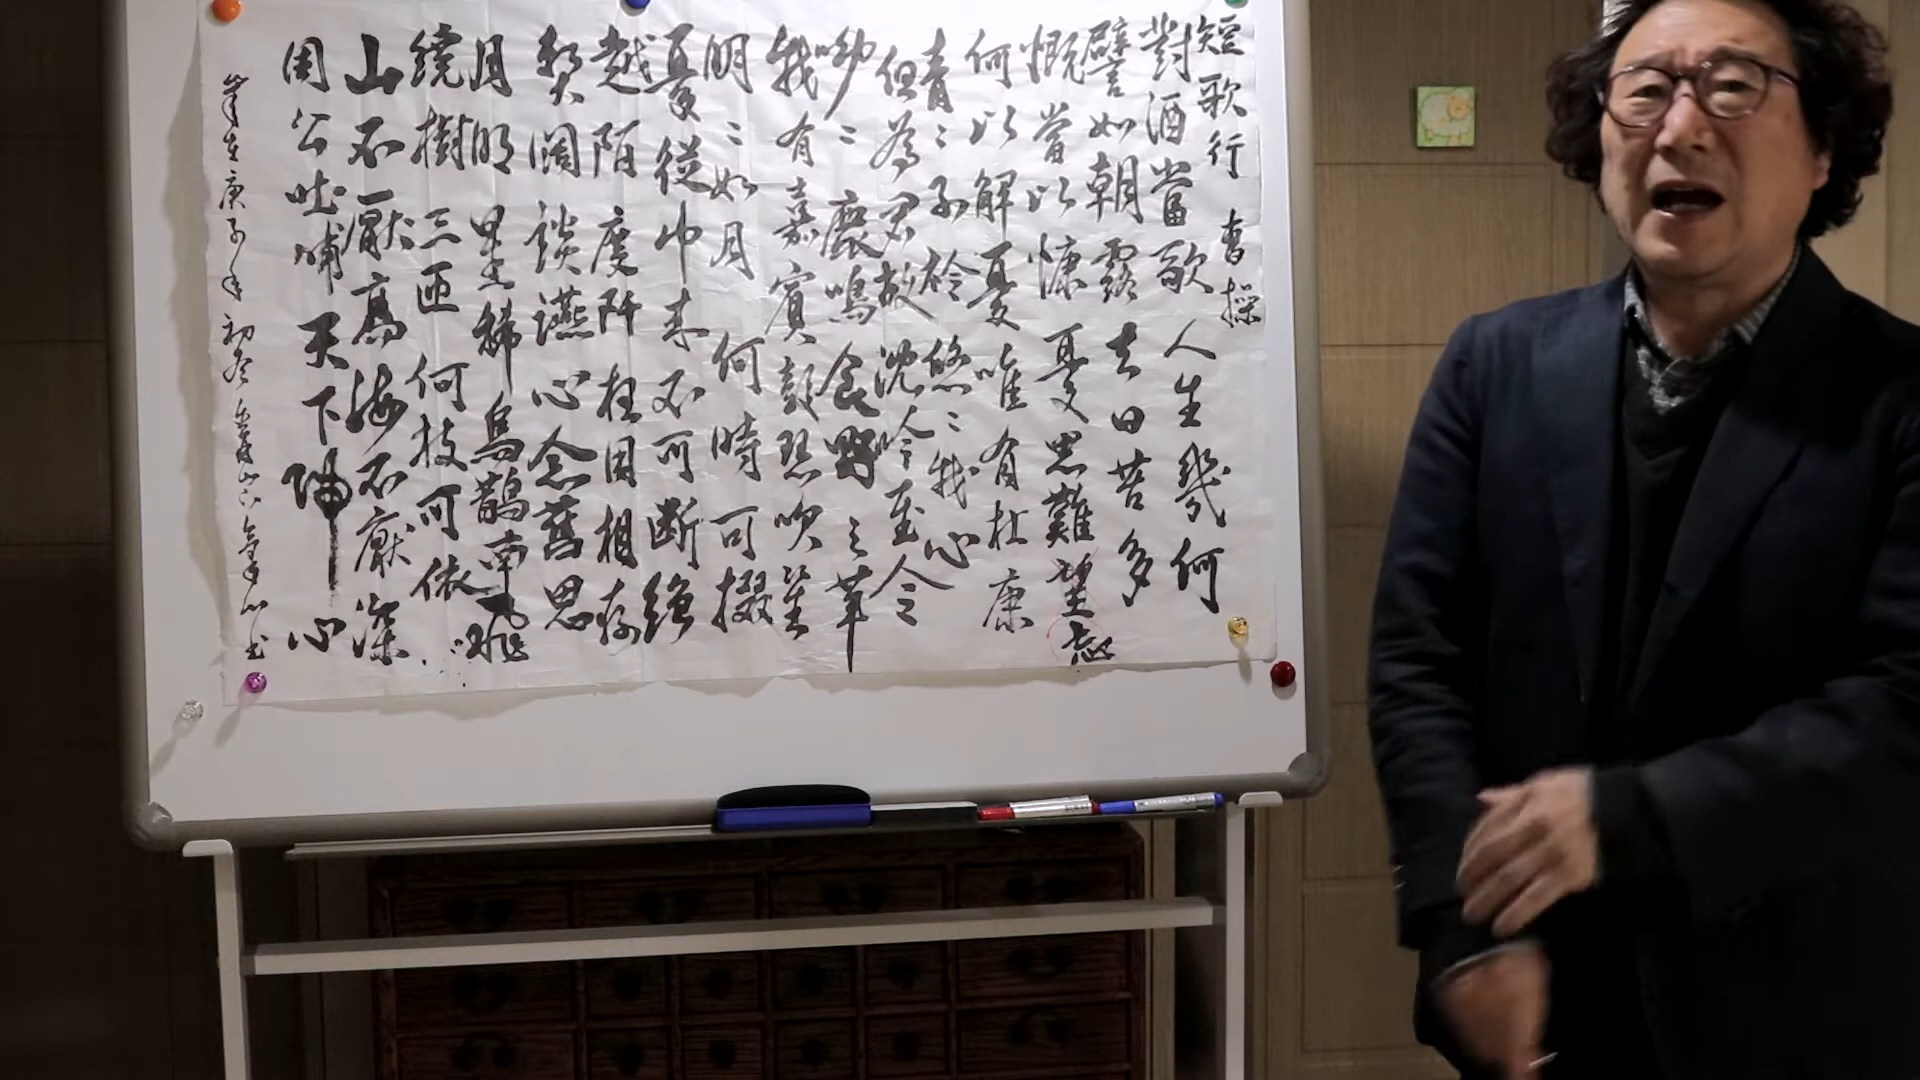 短歌行 曹操
對酒當歌 人生幾何
譬如朝露 去日苦多
慨當以慷 憂思難望忘
何以解憂 唯有杜康
青〻子衿 悠〻我心
但為君故 沈吟至今
呦〻鹿鳴 食野之苹
我有嘉賓 鼓瑟吹笙
明〻如月 何時可掇
憂從中來 不可斷絕
越陌度阡 枉用相存
契闊談讌 心念舊恩
月明星稀 烏鵲南飛
繞樹三匝 何枝可依
山不厭高 海不厭深
周公吐哺 天下歸心
在庚子年初冬